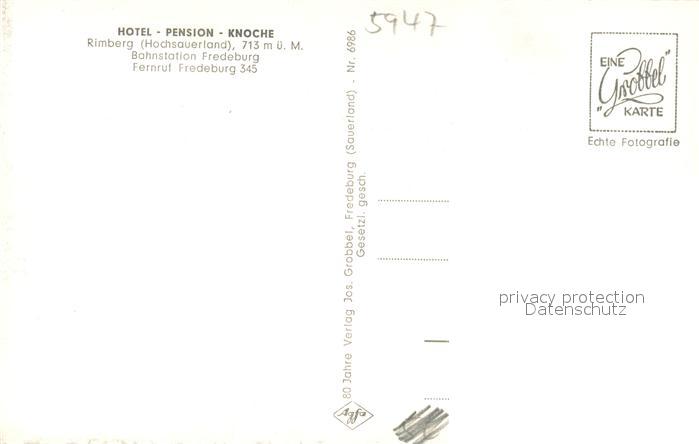 HOTEL - PENSION - KNOCHE
Rimberg (Hochsauerland), 713 m ü. M.
Bahnstation Fredeburg
Fernruf Fredeburg 345
5947
80 Jahre Verlag Jos. Grobbel, Fredeburg (Sauerland) - Nr. 6986
Gesetzl. gesch.
Agfa
EINE
"Grobbel"
KARTE
Echte Fotografie
privacy protection
Datenschutz